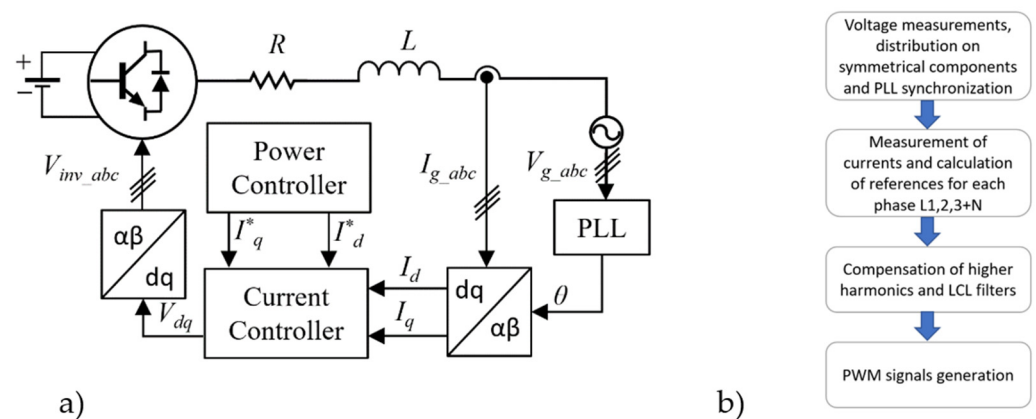 +
−
R
L
V_inv_abc
Power
Controller
I_g_abc
V_g_abc
αβ
dq
I*_q
I*_d
PLL
Current
Controller
I_d
I_q
dq
αβ
θ
V_dq
a)
Voltage measurements,
distribution on
symmetrical components
and PLL synchronization
Measurement of
currents and calculation
of references for each
phase L1,2,3+N
Compensation of higher
harmonics and LCL filters
PWM signals generation
b)